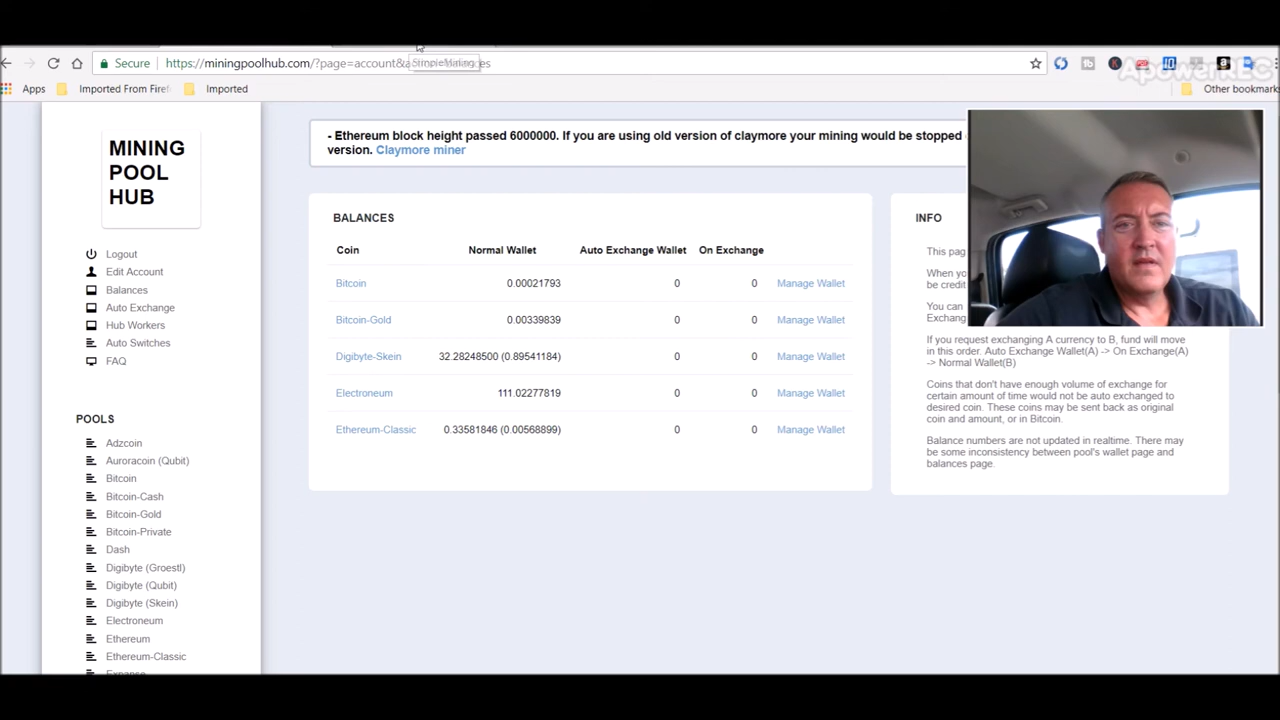 Secure https://miningpoolhub.com/?page=account&
ApowerREC
Apps Imported From Firef Imported Other bookmarks
MINING
POOL
HUB
Logout
Edit Account
Balances
Auto Exchange
Hub Workers
Auto Switches
FAQ
POOLS
Adzcoin
Auroracoin (Qubit)
Bitcoin
Bitcoin-Cash
Bitcoin-Gold
Bitcoin-Private
Dash
Digibyte (Groestl)
Digibyte (Qubit)
Digibyte (Skein)
Electroneum
Ethereum
Ethereum-Classic
Expanse
- Ethereum block height passed 6000000. If you are using old version of claymore your mining would be stopped
version. Claymore miner
BALANCES
Coin Normal Wallet Auto Exchange Wallet On Exchange
Bitcoin 0.00021793 0 0 Manage Wallet
Bitcoin-Gold 0.00339839 0 0 Manage Wallet
Digibyte-Skein 32.28248500 (0.89541184) 0 0 Manage Wallet
Electroneum 111.02277819 0 0 Manage Wallet
Ethereum-Classic 0.33581846 (0.00568899) 0 0 Manage Wallet
INFO
This pag
When yo
be credit
You can
Exchang
If you request exchanging A currency to B, fund will move
in this order. Auto Exchange Wallet(A) -> On Exchange(A)
-> Normal Wallet(B)
Coins that don't have enough volume of exchange for
certain amount of time would not be auto exchanged to
desired coin. These coins may be sent back as original
coin and amount, or in Bitcoin.
Balance numbers are not updated in realtime. There may
be some inconsistency between pool's wallet page and
balances page.